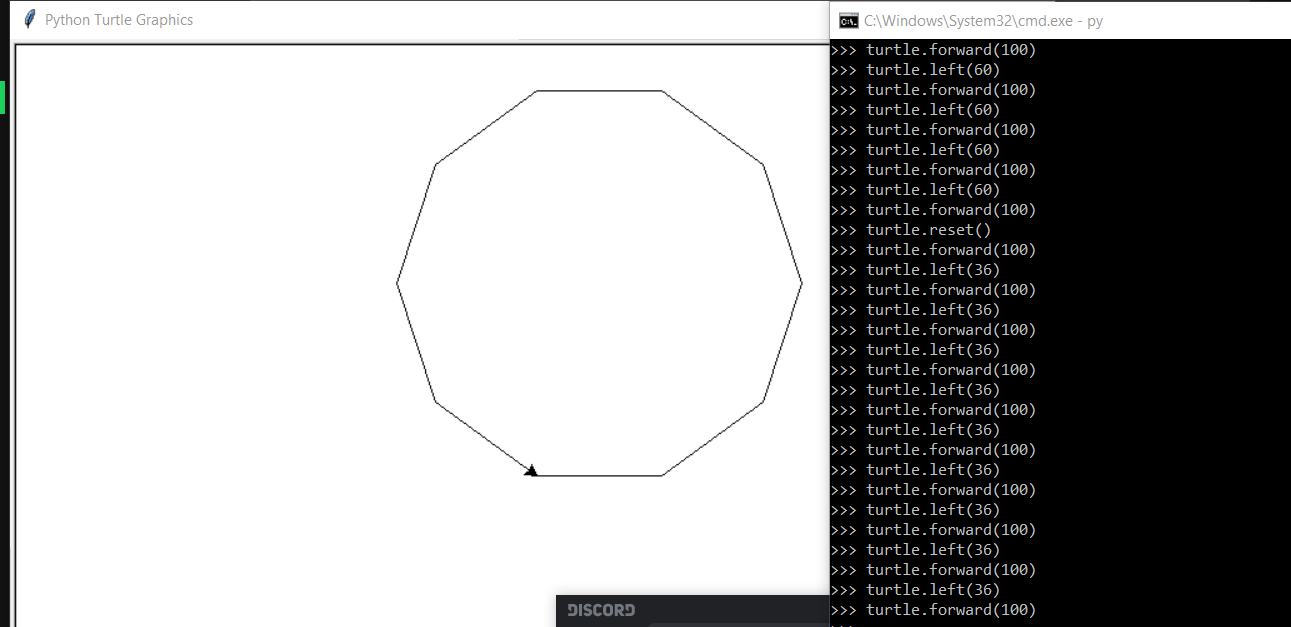 Python Turtle Graphics
C:\Windows\System32\cmd.exe - py
>>> turtle.forward(100)
>>> turtle.left(60)
>>> turtle.forward(100)
>>> turtle.left(60)
>>> turtle.forward(100)
>>> turtle.left(60)
>>> turtle.forward(100)
>>> turtle.left(60)
>>> turtle.forward(100)
>>> turtle.reset()
>>> turtle.forward(100)
>>> turtle.left(36)
>>> turtle.forward(100)
>>> turtle.left(36)
>>> turtle.forward(100)
>>> turtle.left(36)
>>> turtle.forward(100)
>>> turtle.left(36)
>>> turtle.forward(100)
>>> turtle.left(36)
>>> turtle.forward(100)
>>> turtle.left(36)
>>> turtle.forward(100)
>>> turtle.left(36)
>>> turtle.forward(100)
>>> turtle.left(36)
>>> turtle.forward(100)
>>> turtle.left(36)
>>> turtle.forward(100)
DISCORD